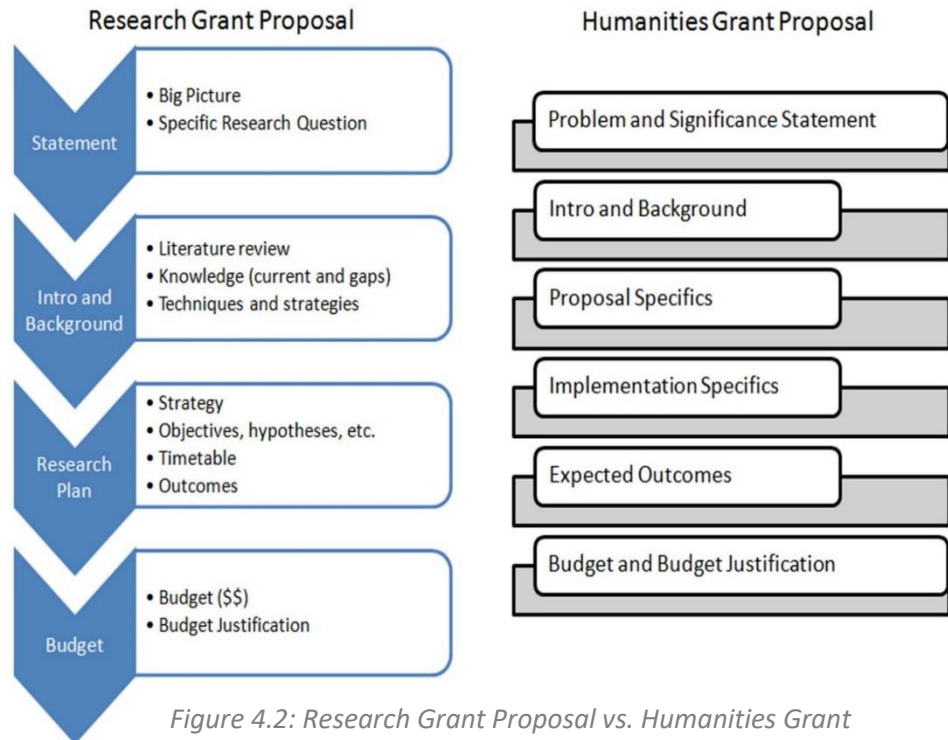 Research Grant Proposal
Statement
• Big Picture
• Specific Research Question
Intro and
Background
• Literature review
• Knowledge (current and gaps)
• Techniques and strategies
Research
Plan
• Strategy
• Objectives, hypotheses, etc.
• Timetable
• Outcomes
Budget
• Budget ($$)
• Budget Justification
Humanities Grant Proposal
Problem and Significance Statement
Intro and Background
Proposal Specifics
Implementation Specifics
Expected Outcomes
Budget and Budget Justification
Figure 4.2: Research Grant Proposal vs. Humanities Grant